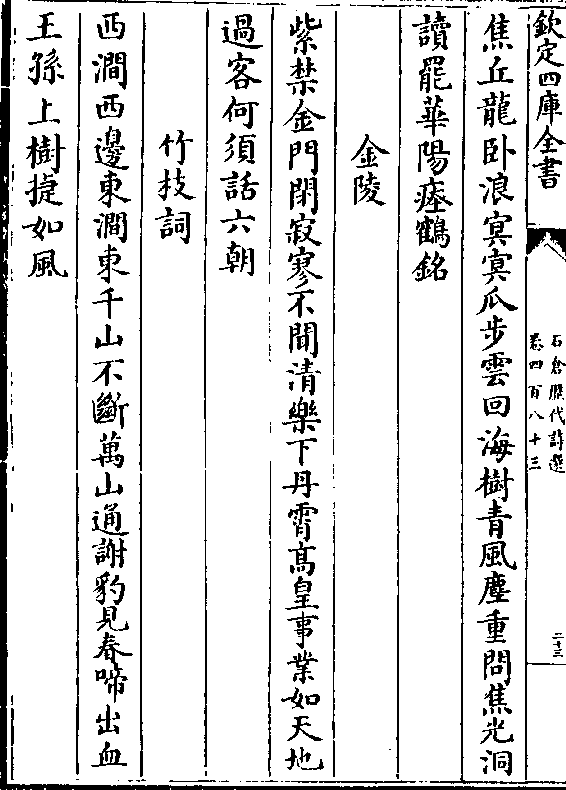 欽定四庫全書
石倉歷代詩選
卷四百八十三
二十三
焦丘龍卧浪冥冥瓜步雲回海樹青風塵重問焦光洞
讀罷華陽瘞鶴銘
金陵
紫禁金門閉寂寥不聞清樂下丹霄高皇事業如天地
過客何須話六朝
竹枝詞
西澗西邊東澗東千山不斷萬山通謝豹見春啼出血
王孫上樹捷如風